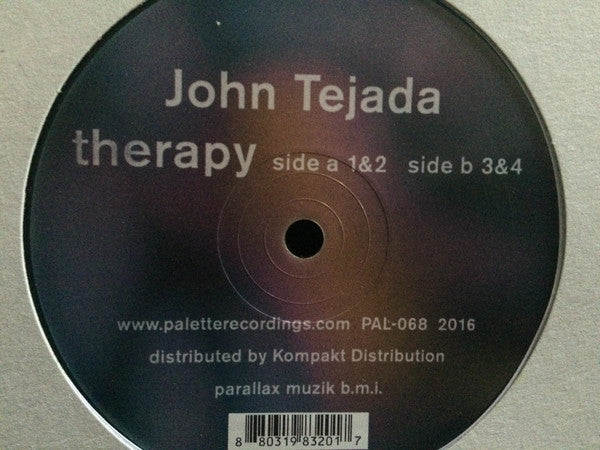 John Tejada
therapy side a 1&2 side b 3&4
www.paletterecordings.com PAL-068 2016
distributed by Kompakt Distribution
parallax muzik b.m.i.
8 80319 83201 7